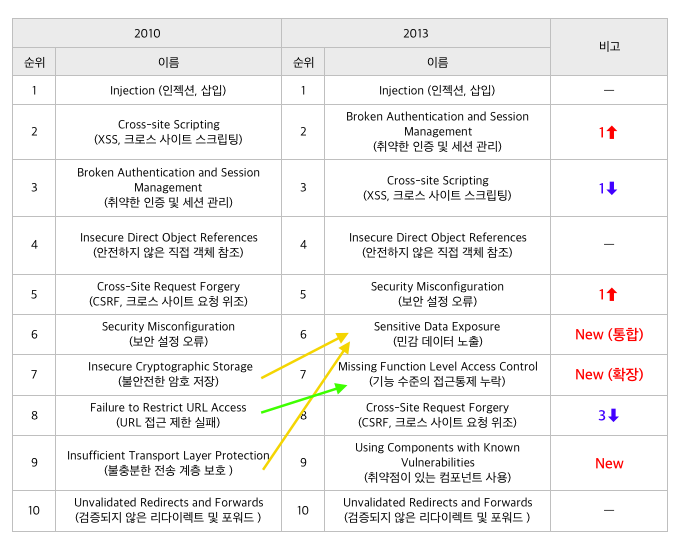 2010
2013
비고
순위
이름
순위
이름
1
Injection (인젝션, 삽입)
1
Injection (인젝션, 삽입)
—
2
Cross-site Scripting
(XSS, 크로스 사이트 스크립팅)
2
Broken Authentication and Session
Management
(취약한 인증 및 세션 관리)
1⬆
3
Broken Authentication and Session
Management
(취약한 인증 및 세션 관리)
3
Cross-site Scripting
(XSS, 크로스 사이트 스크립팅)
1⬇
4
Insecure Direct Object References
(안전하지 않은 직접 객체 참조)
4
Insecure Direct Object References
(안전하지 않은 직접 객체 참조)
—
5
Cross-Site Request Forgery
(CSRF, 크로스 사이트 요청 위조)
5
Security Misconfiguration
(보안 설정 오류)
1⬆
6
Security Misconfiguration
(보안 설정 오류)
6
Sensitive Data Exposure
(민감 데이터 노출)
New (통합)
7
Insecure Cryptographic Storage
(불안전한 암호 저장)
7
Missing Function Level Access Control
(기능 수준의 접근통제 누락)
New (확장)
8
Failure to Restrict URL Access
(URL 접근 제한 실패)
8
Cross-Site Request Forgery
(CSRF, 크로스 사이트 요청 위조)
3⬇
9
Insufficient Transport Layer Protection
(불충분한 전송 계층 보호 )
9
Using Components with Known
Vulnerabilities
(취약점이 있는 컴포넌트 사용)
New
10
Unvalidated Redirects and Forwards
(검증되지 않은 리다이렉트 및 포워드 )
10
Unvalidated Redirects and Forwards
(검증되지 않은 리다이렉트 및 포워드 )
—